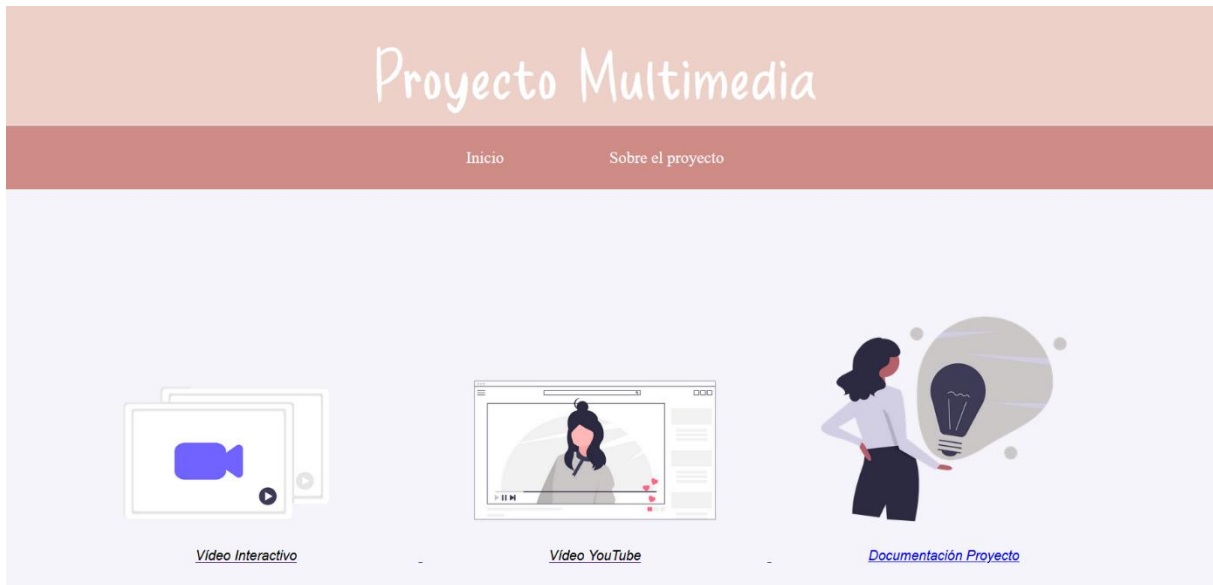 Proyecto Multimedia
Inicio Sobre el proyecto
Vídeo Interactivo Vídeo YouTube Documentación Proyecto